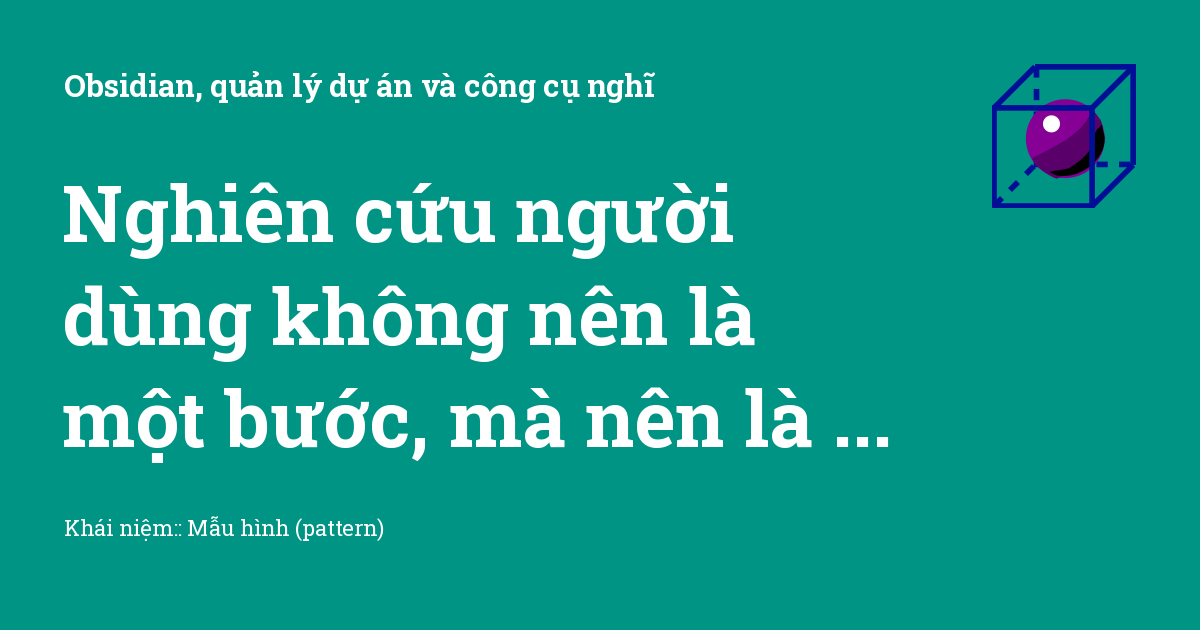 Obsidian, quản lý dự án và công cụ nghĩ
Nghiên cứu người
dùng không nên là
một bước, mà nên là ...
Khái niệm:: Mẫu hình (pattern)